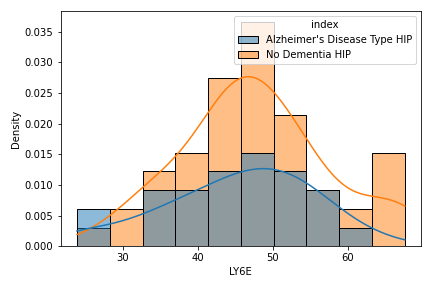 index
Alzheimer's Disease Type HIP
No Dementia HIP
0.035
0.030
0.025
0.020
0.015
0.010
0.005
0.000
Density
30 40 50 60
LY6E